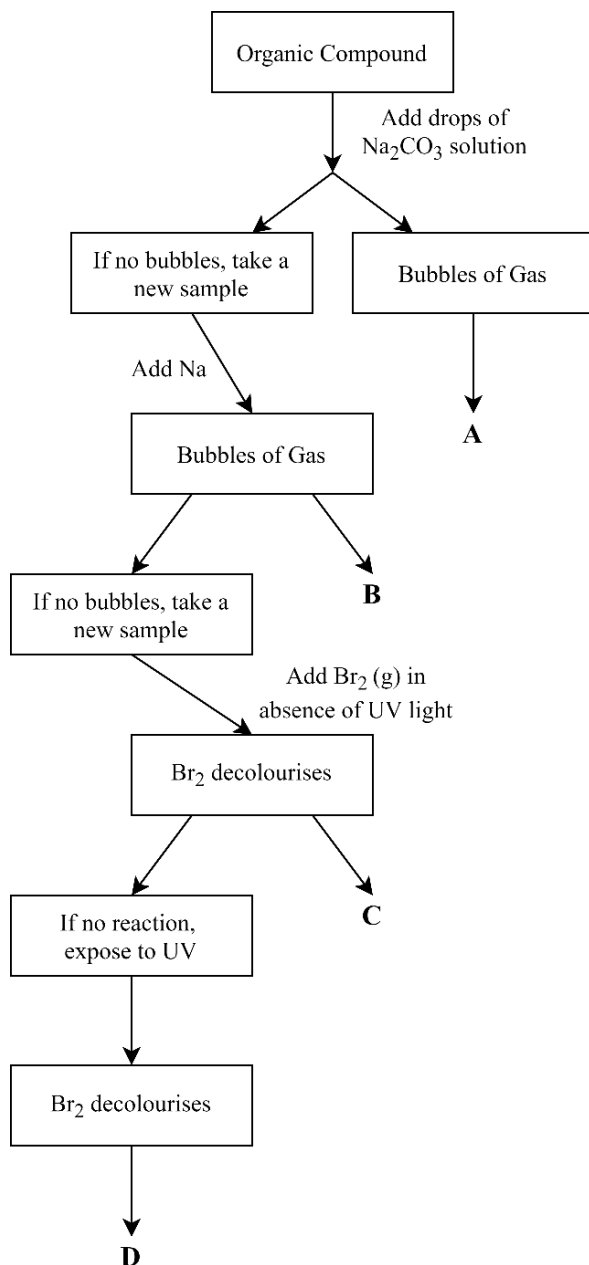 Organic Compound
Add drops of
Na₂CO₃ solution
If no bubbles, take a
new sample
Bubbles of Gas
Add Na
A
Bubbles of Gas
If no bubbles, take a
new sample
B
Add Br₂ (g) in
absence of UV light
Br₂ decolourises
If no reaction,
expose to UV
C
Br₂ decolourises
D